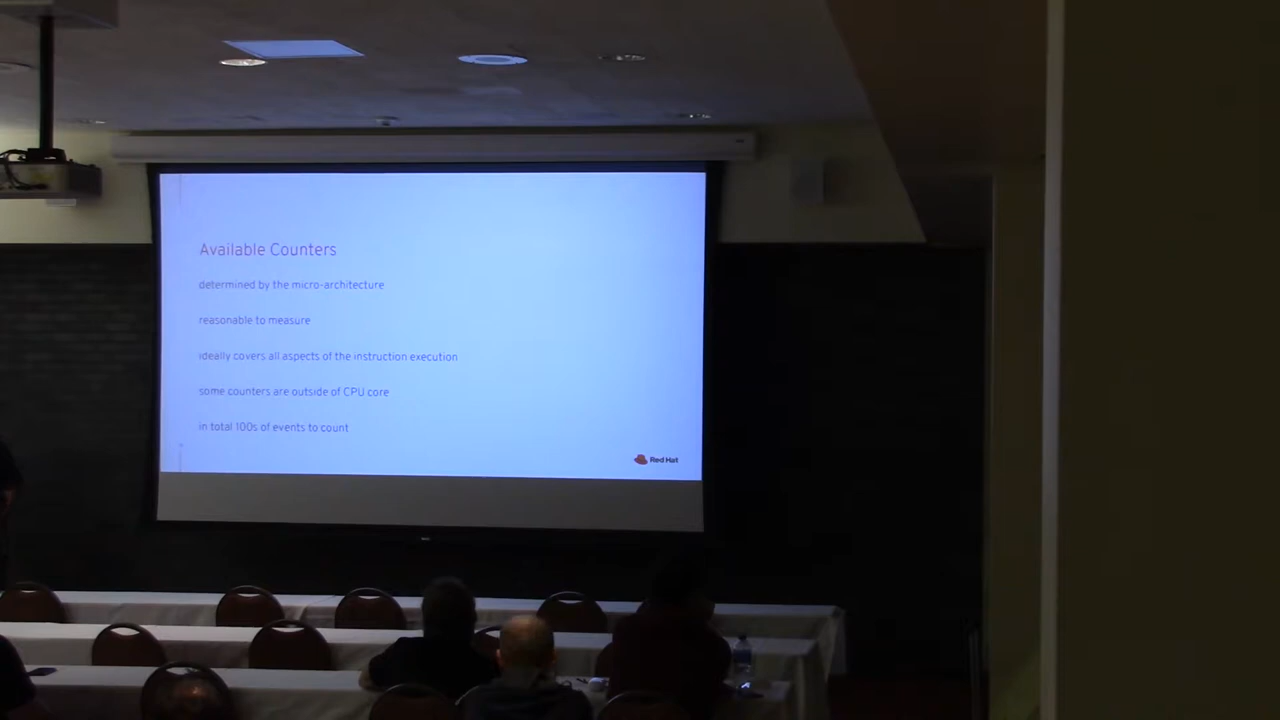 Available Counters
determined by the micro-architecture
reasonable to measure
ideally covers all aspects of the instruction execution
some counters are outside of CPU core
in total 100s of events to count
Red Hat